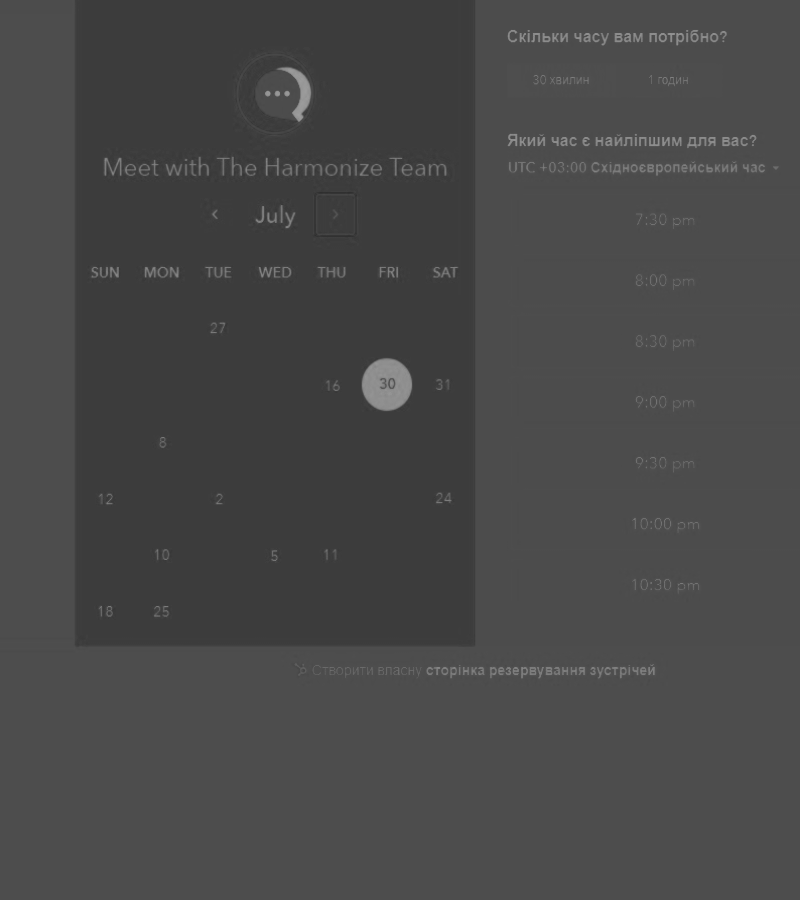 Meet with The Harmonize Team
July
SUN MON TUE WED THU FRI SAT
27
16 30 31
8
12 2 24
10 5 11
18 25
Скільки часу вам потрібно?
30 хвилин 1 годин
Який час є найліпшим для вас?
UTC +03:00 Східноєвропейський час
7:30 pm
8:00 pm
8:30 pm
9:00 pm
9:30 pm
10:00 pm
10:30 pm
Створити власну сторінка резервування зустрічей